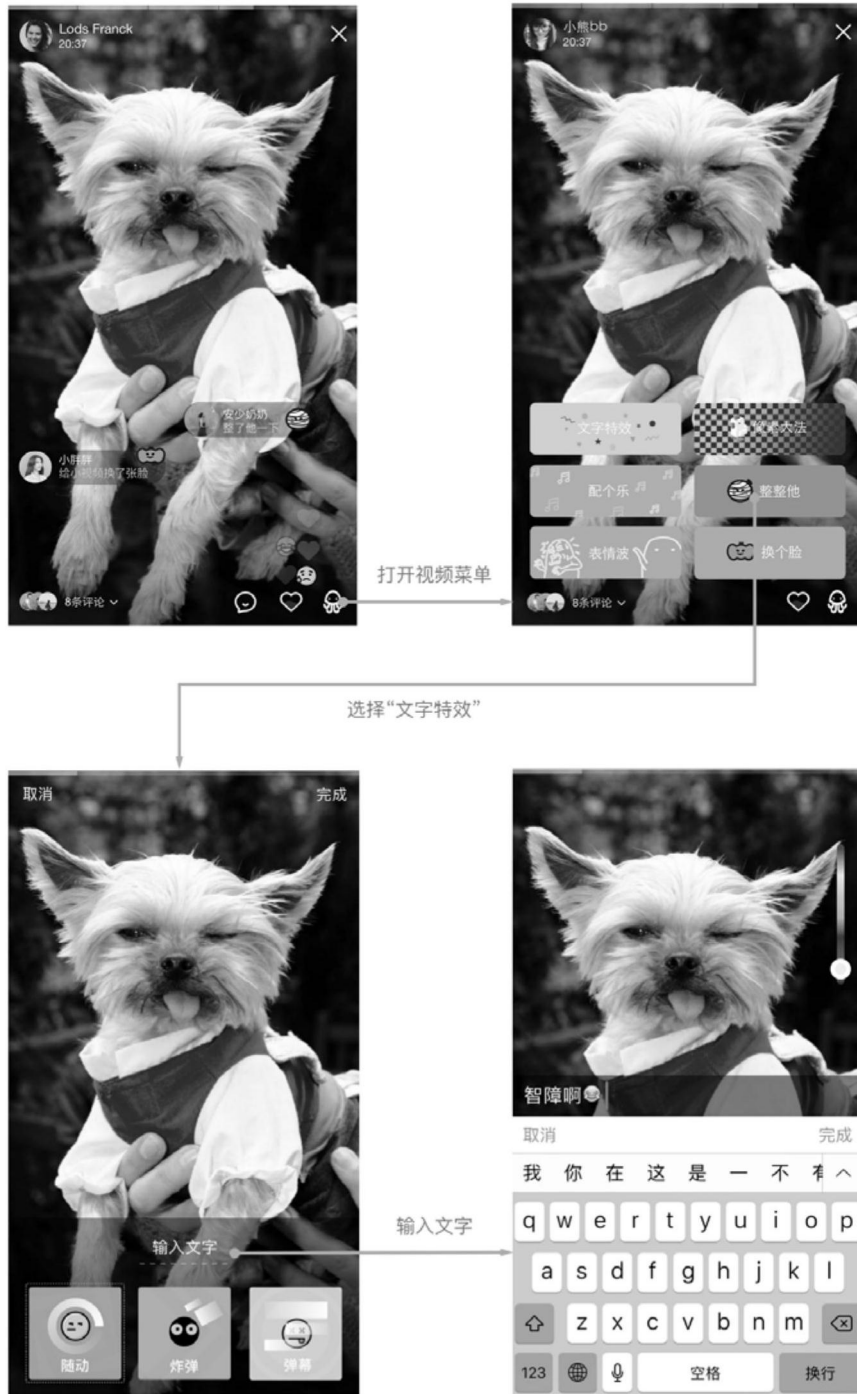 Lods Franck
20:37
安少奶奶
整了他一下
小胖胖
给小视频换了张脸
8条评论
打开视频菜单
小熊bb
20:37
文字特效
配个乐
整整他
表情波
换个脸
8条评论
选择“文字特效”
取消 完成
输入文字
随动 炸弹 弹幕
输入文字
智障啊
取消 完成
我 你 在 这 是 一 不
q w e r t y u i o p
a s d f g h j k l
z x c v b n m
123 空格 换行